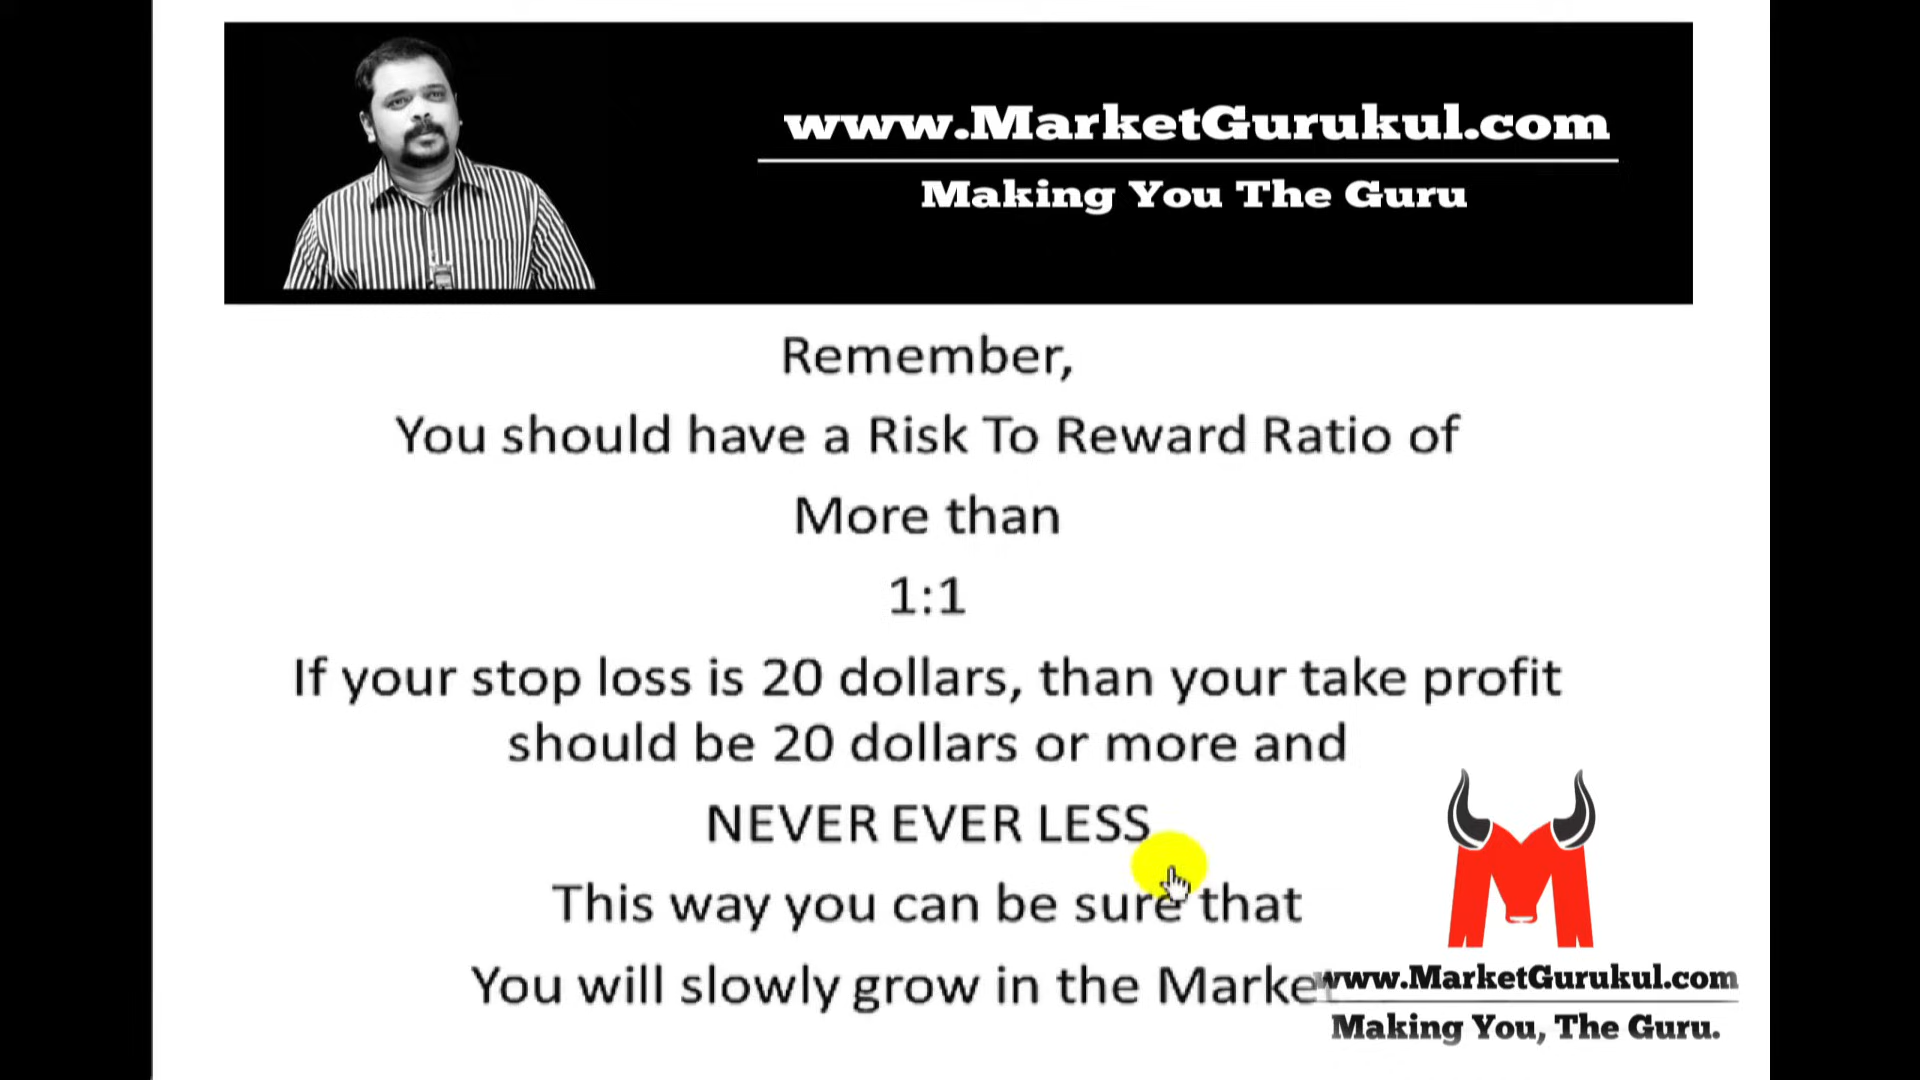 www.MarketGurukul.com
Making You The Guru
Remember,
You should have a Risk To Reward Ratio of
More than
1:1
If your stop loss is 20 dollars, than your take profit
should be 20 dollars or more and
NEVER EVER LESS
This way you can be sure that
You will slowly grow in the Market
www.MarketGurukul.com
Making You, The Guru.